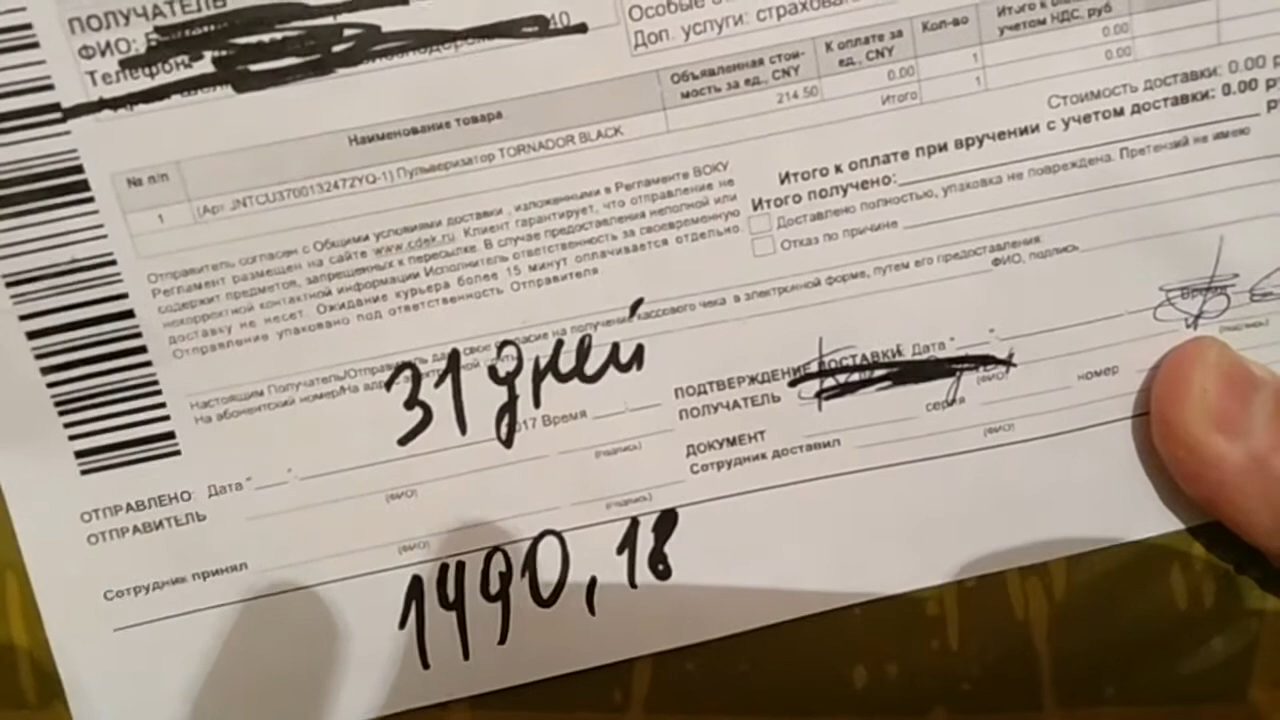 ПОЛУЧАТЕЛЬ
ФИО:
Телефон: 40
Особые
Доп. услуги: страхова
№ п/п Наименование товара Объявленная стои-мость за ед., CNY К оплате за ед., CNY Кол-во Итого к учетом НДС, руб
1 (Арт. JNTCU3700132472YQ-1) Пульверизатор TORNADOR BLACK 214.50 0.00 1 0.00
Итого 1 0.00
Стоимость доставки: 0.00 р
Итого к оплате при вручении с учетом доставки: 0.00 р
Итого получено: р
Доставлено полностью, упаковка не повреждена. Претензий не имею
Отказ по причине
ФИО, подпись
Отправитель согласен с Общими условиями доставки, изложенными в Регламенте ВОКУ
Регламент размещен на сайте www.cdek.ru. Клиент гарантирует, что отправление не
содержит предметов, запрещенных к пересылке. В случае предоставления неполной или
некорректной контактной информации Исполнитель ответственность за своевременную
доставку не несет. Ожидание курьера более 15 минут оплачивается отдельно.
Отправление упаковано под ответственность Отправителя.
Настоящим Получатель/Отправитель дает свое согласие на получение кассового чека в электронной форме, путем его предоставления:
На абонентский номер/На адрес электронной
31 дней
ОТПРАВЛЕНО: Дата " " 2017 Время :
ОТПРАВИТЕЛЬ
(ФИО) (подпись)
Сотрудник принял
(ФИО) (подпись)
ПОДТВЕРЖДЕНИЕ ДОСТАВКИ: Дата " " Время
ПОЛУЧАТЕЛЬ
(ФИО) (подпись)
ДОКУМЕНТ серия номер
Сотрудник доставил
(ФИО)
1490,18